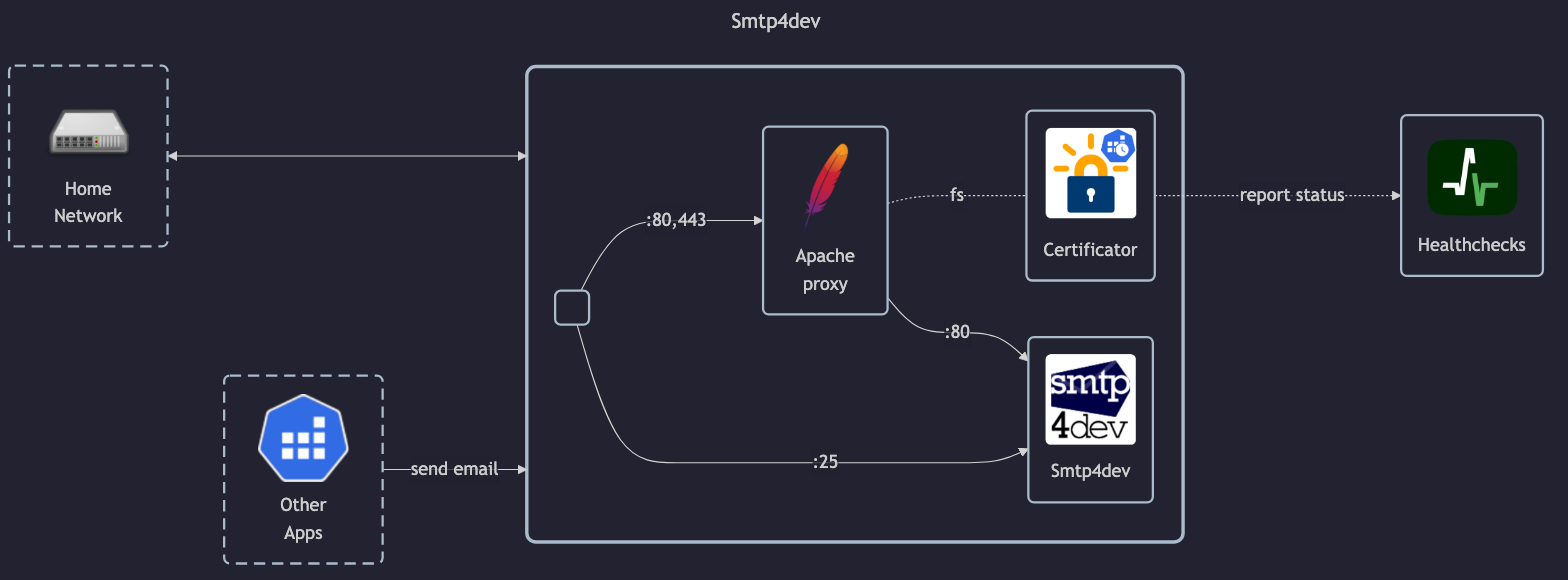 Smtp4dev
Home
Network
:80,443
Apache
proxy
fs
Certificator
report status
Healthchecks
:80
smtp
4dev
Smtp4dev
:25
send email
Other
Apps